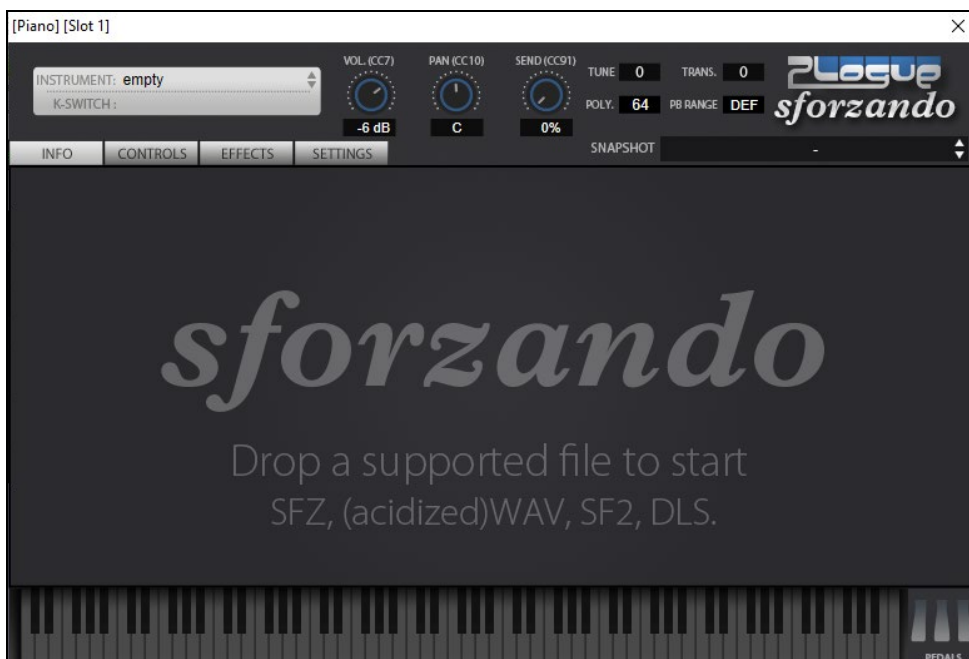 [Piano] [Slot 1]
INSTRUMENT: empty
K-SWITCH :
VOL. (CC7)
-6 dB
PAN (CC10)
C
SEND (CC91)
0%
TUNE 0 TRANS. 0
POLY. 64 PB RANGE DEF
Plogue
sforzando
INFO CONTROLS EFFECTS SETTINGS
SNAPSHOT -
sforzando
Drop a supported file to start
SFZ, (acidized)WAV, SF2, DLS.
PEDALS